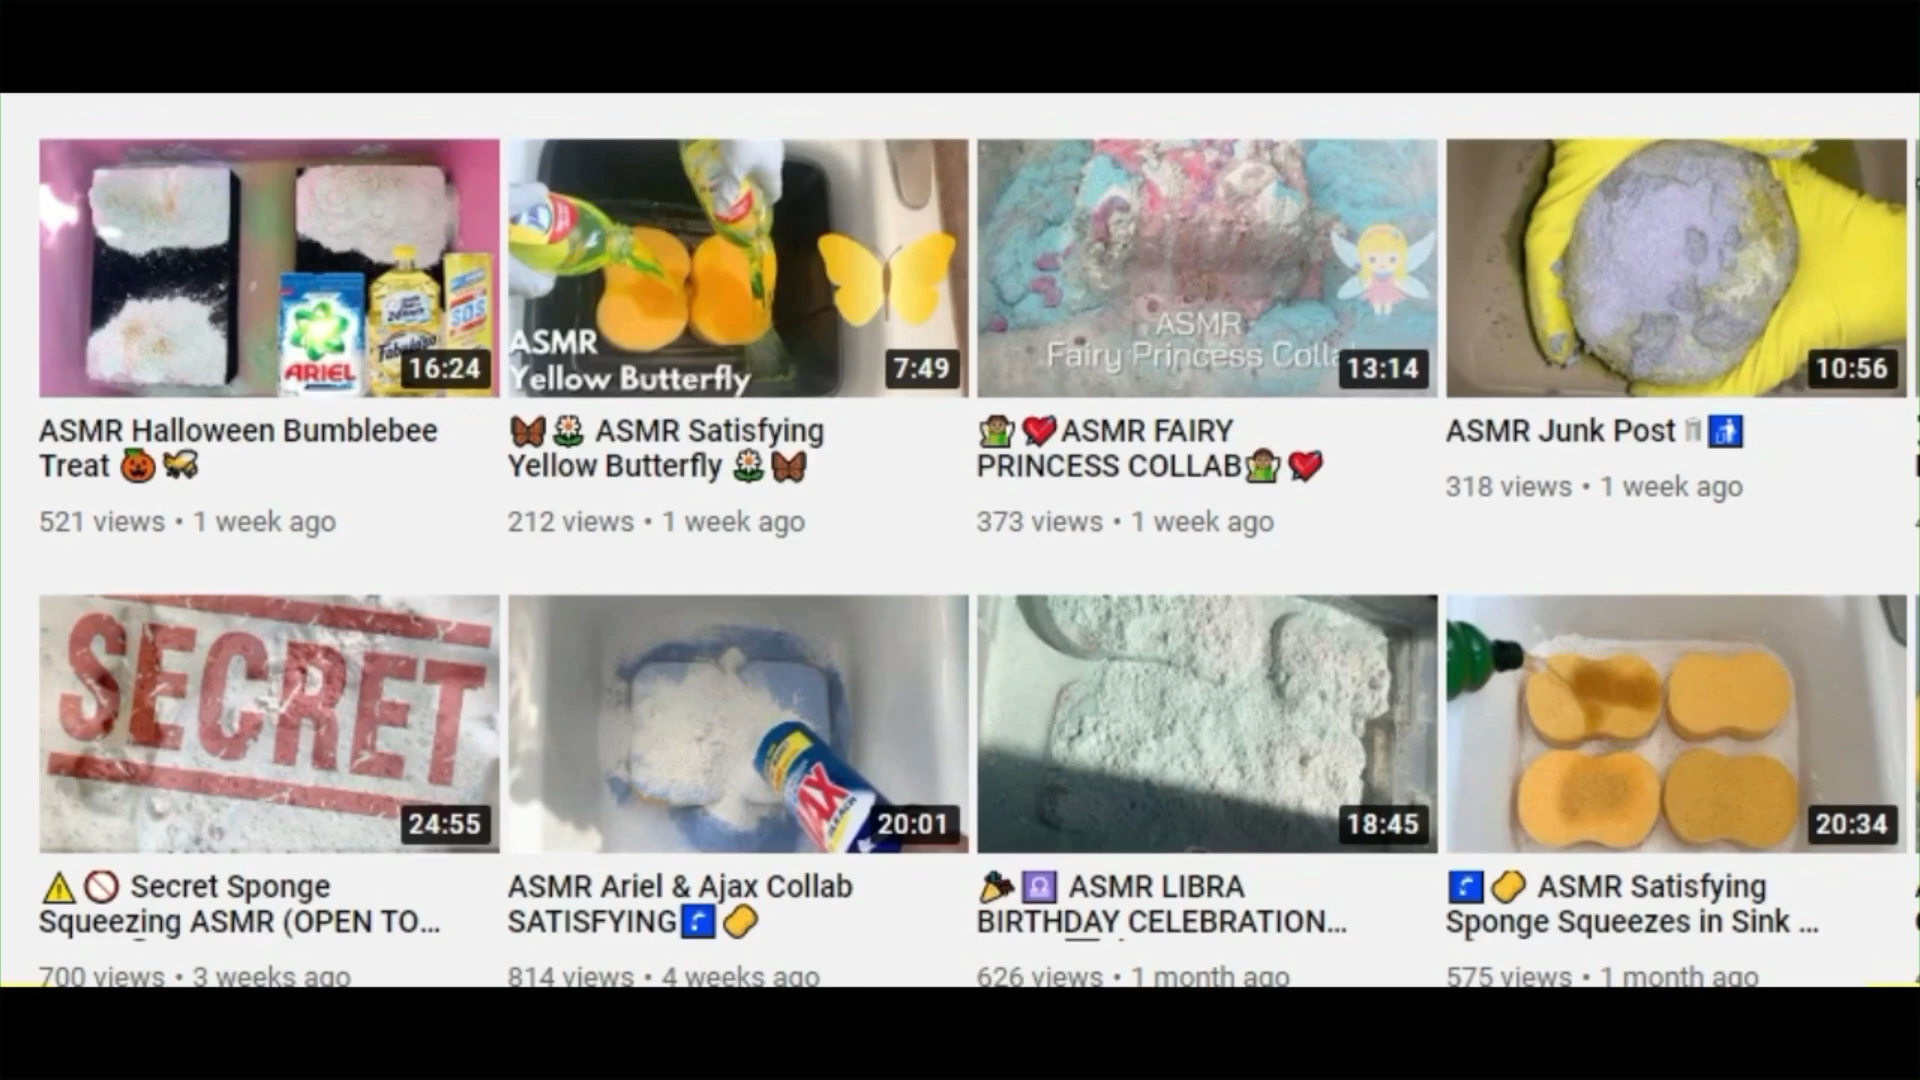 ARIEL
Fabuloso
SOS
16:24
ASMR
Yellow Butterfly
7:49
ASMR
Fairy Princess Colla
13:14
10:56
ASMR Halloween Bumblebee
Treat 🎃 🐝
521 views • 1 week ago
🦋 🌼 ASMR Satisfying
Yellow Butterfly 🌼 🦋
212 views • 1 week ago
🧚🏽 💘 ASMR FAIRY
PRINCESS COLLAB 🧚🏽 💘
373 views • 1 week ago
ASMR Junk Post 🗑 🚮
318 views • 1 week ago
SECRET
24:55
AX
20:01
18:45
20:34
⚠️ 🚫 Secret Sponge
Squeezing ASMR (OPEN TO...
700 views • 3 weeks ago
ASMR Ariel & Ajax Collab
SATISFYING 🚰 🧽
814 views • 4 weeks ago
🎉 ♎ ASMR LIBRA
BIRTHDAY CELEBRATION...
626 views • 1 month ago
🚰 🧽 ASMR Satisfying
Sponge Squeezes in Sink ...
575 views • 1 month ago